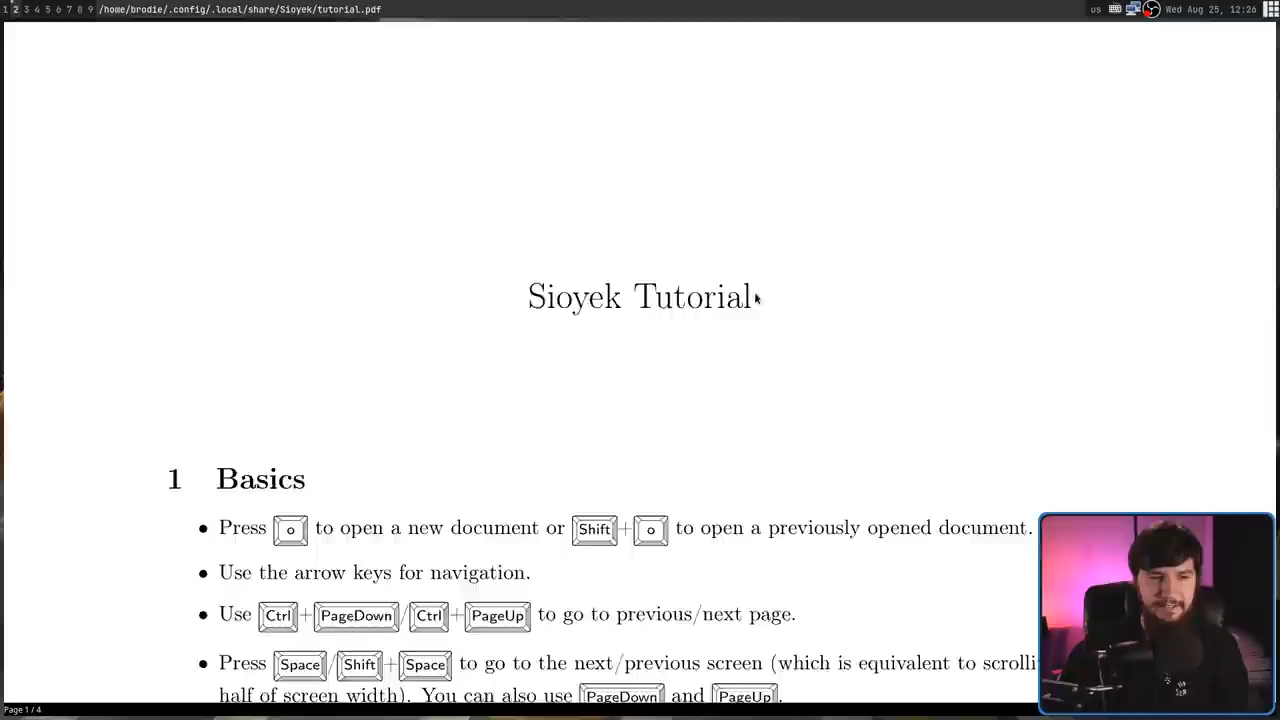 1 2 3 4 5 6 7 8 9 /home/brodie/.config/.local/share/Sioyek/tutorial.pdf us Wed Aug 25, 12:26
Sioyek Tutorial
1 Basics
• Press o to open a new document or Shift+o to open a previously opened document.
• Use the arrow keys for navigation.
• Use Ctrl+PageDown/Ctrl+PageUp to go to previous/next page.
• Press Space/Shift+Space to go to the next/previous screen (which is equivalent to scrolli
half of screen width). You can also use PageDown and PageUp.
Page 1 / 4